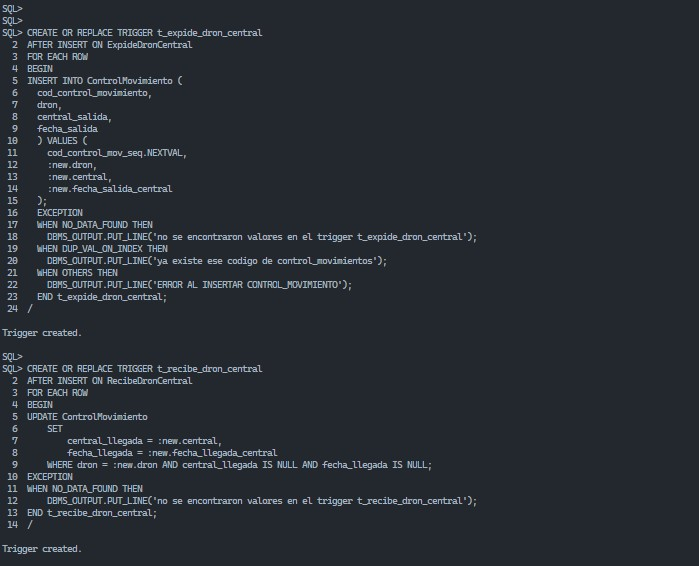 SQL>
SQL>
SQL> CREATE OR REPLACE TRIGGER t_expide_dron_central
  2  AFTER INSERT ON ExpideDronCentral
  3  FOR EACH ROW
  4  BEGIN
  5  INSERT INTO ControlMovimiento (
  6    cod_control_movimiento,
  7    dron,
  8    central_salida,
  9    fecha_salida
 10    ) VALUES (
 11      cod_control_mov_seq.NEXTVAL,
 12      :new.dron,
 13      :new.central,
 14      :new.fecha_salida_central
 15    );
 16    EXCEPTION
 17    WHEN NO_DATA_FOUND THEN
 18      DBMS_OUTPUT.PUT_LINE('no se encontraron valores en el trigger t_expide_dron_central');
 19    WHEN DUP_VAL_ON_INDEX THEN
 20      DBMS_OUTPUT.PUT_LINE('ya existe ese codigo de control_movimientos');
 21    WHEN OTHERS THEN
 22      DBMS_OUTPUT.PUT_LINE('ERROR AL INSERTAR CONTROL_MOVIMIENTO');
 23    END t_expide_dron_central;
 24  /
Trigger created.
SQL>
SQL> CREATE OR REPLACE TRIGGER t_recibe_dron_central
  2  AFTER INSERT ON RecibeDronCentral
  3  FOR EACH ROW
  4  BEGIN
  5  UPDATE ControlMovimiento
  6      SET
  7          central_llegada = :new.central,
  8          fecha_llegada = :new.fecha_llegada_central
  9      WHERE dron = :new.dron AND central_llegada IS NULL AND fecha_llegada IS NULL;
 10  EXCEPTION
 11  WHEN NO_DATA_FOUND THEN
 12      DBMS_OUTPUT.PUT_LINE('no se encontraron valores en el trigger t_recibe_dron_central');
 13  END t_recibe_dron_central;
 14  /
Trigger created.